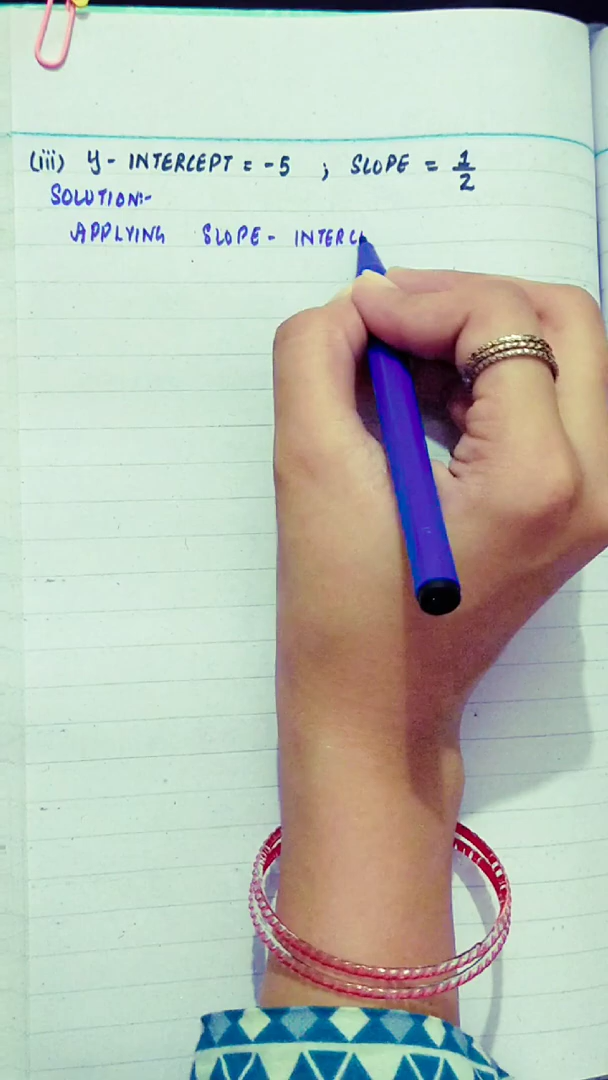 (iii) y - INTERCEPT = -5 ; SLOPE = 1/2
SOLUTION:-
APPLYING SLOPE - INTERC